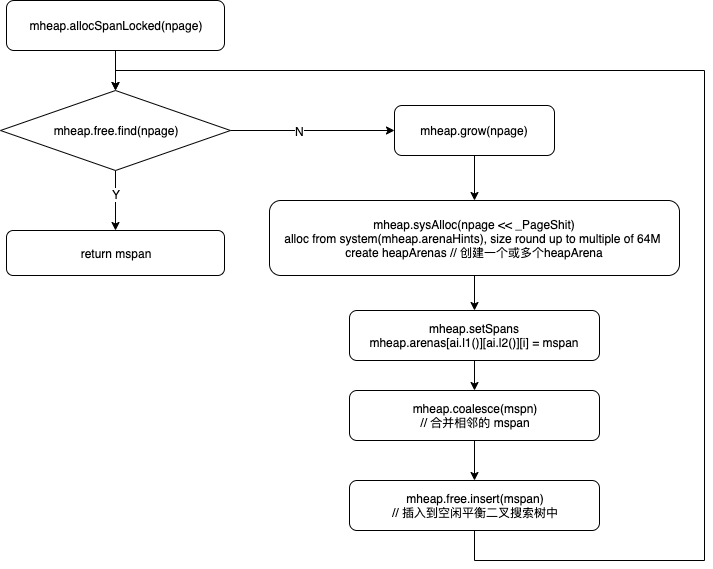 mheap.allocSpanLocked(npage)
mheap.free.find(npage)
N
mheap.grow(npage)
Y
return mspan
mheap.sysAlloc(npage << _PageShit)
alloc from system(mheap.arenaHints), size round up to multiple of 64M
create heapArenas // 创建一个或多个heapArena
mheap.setSpans
mheap.arenas[ai.l1()][ai.l2()][i] = mspan
mheap.coalesce(mspn)
// 合并相邻的 mspan
mheap.free.insert(mspan)
// 插入到空闲平衡二叉搜索树中